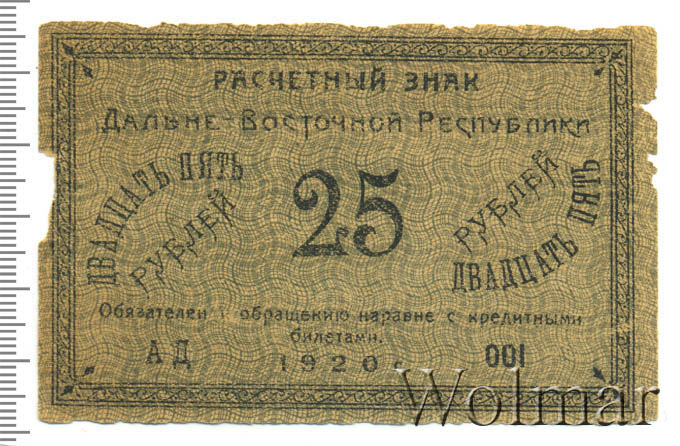 РАСЧЕТНЫЙ ЗНАК
ДАЛЬНЕ-ВОСТОЧНОЙ РЕСПУБЛИКИ
ДВАДЦАТЬ ПЯТЬ
РУБЛЕЙ
25
РУБЛЕЙ
ДВАДЦАТЬ ПЯТЬ
Обязателен к обращению наравне с кредитными
билетами.
АД 1920 г. 001
Wolmar